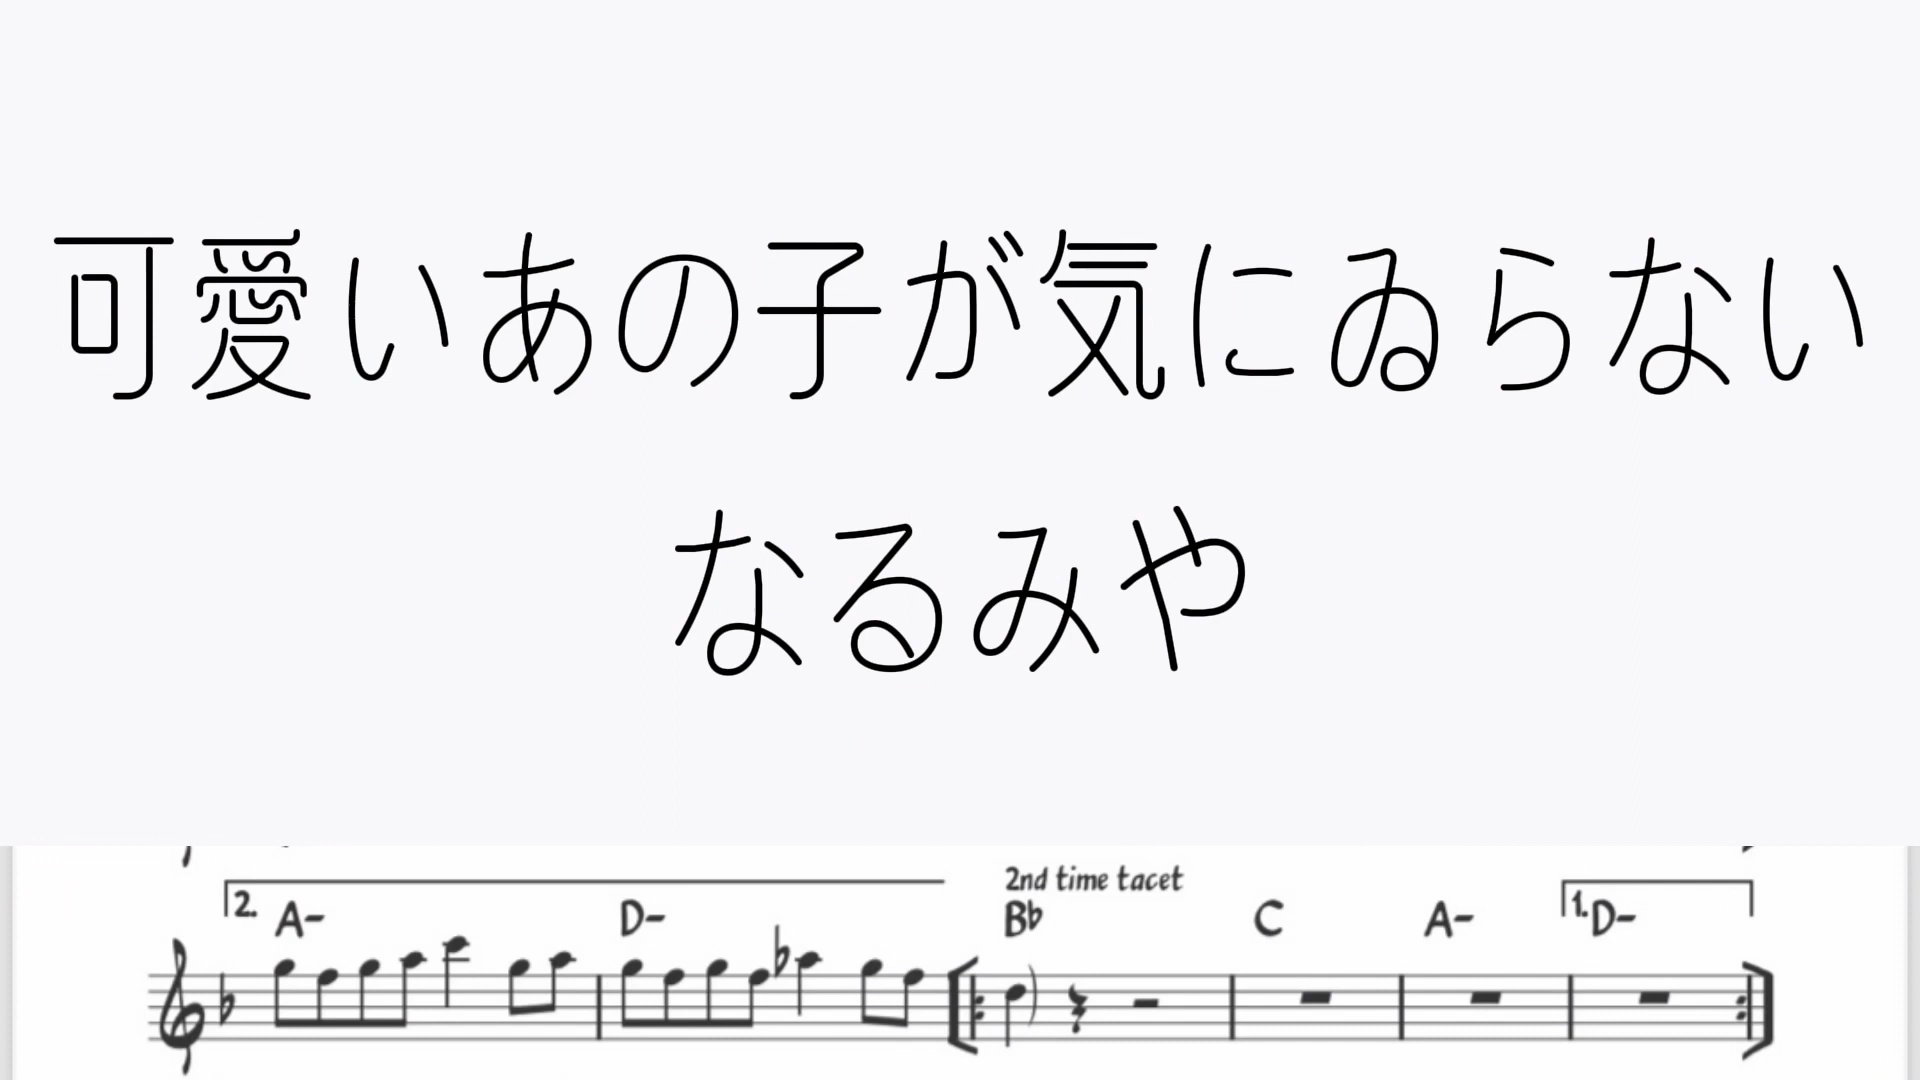 可愛いあの子が気にゐらない
なるみや
2nd time tacet
2. A- D- B♭ C A- 1. D-